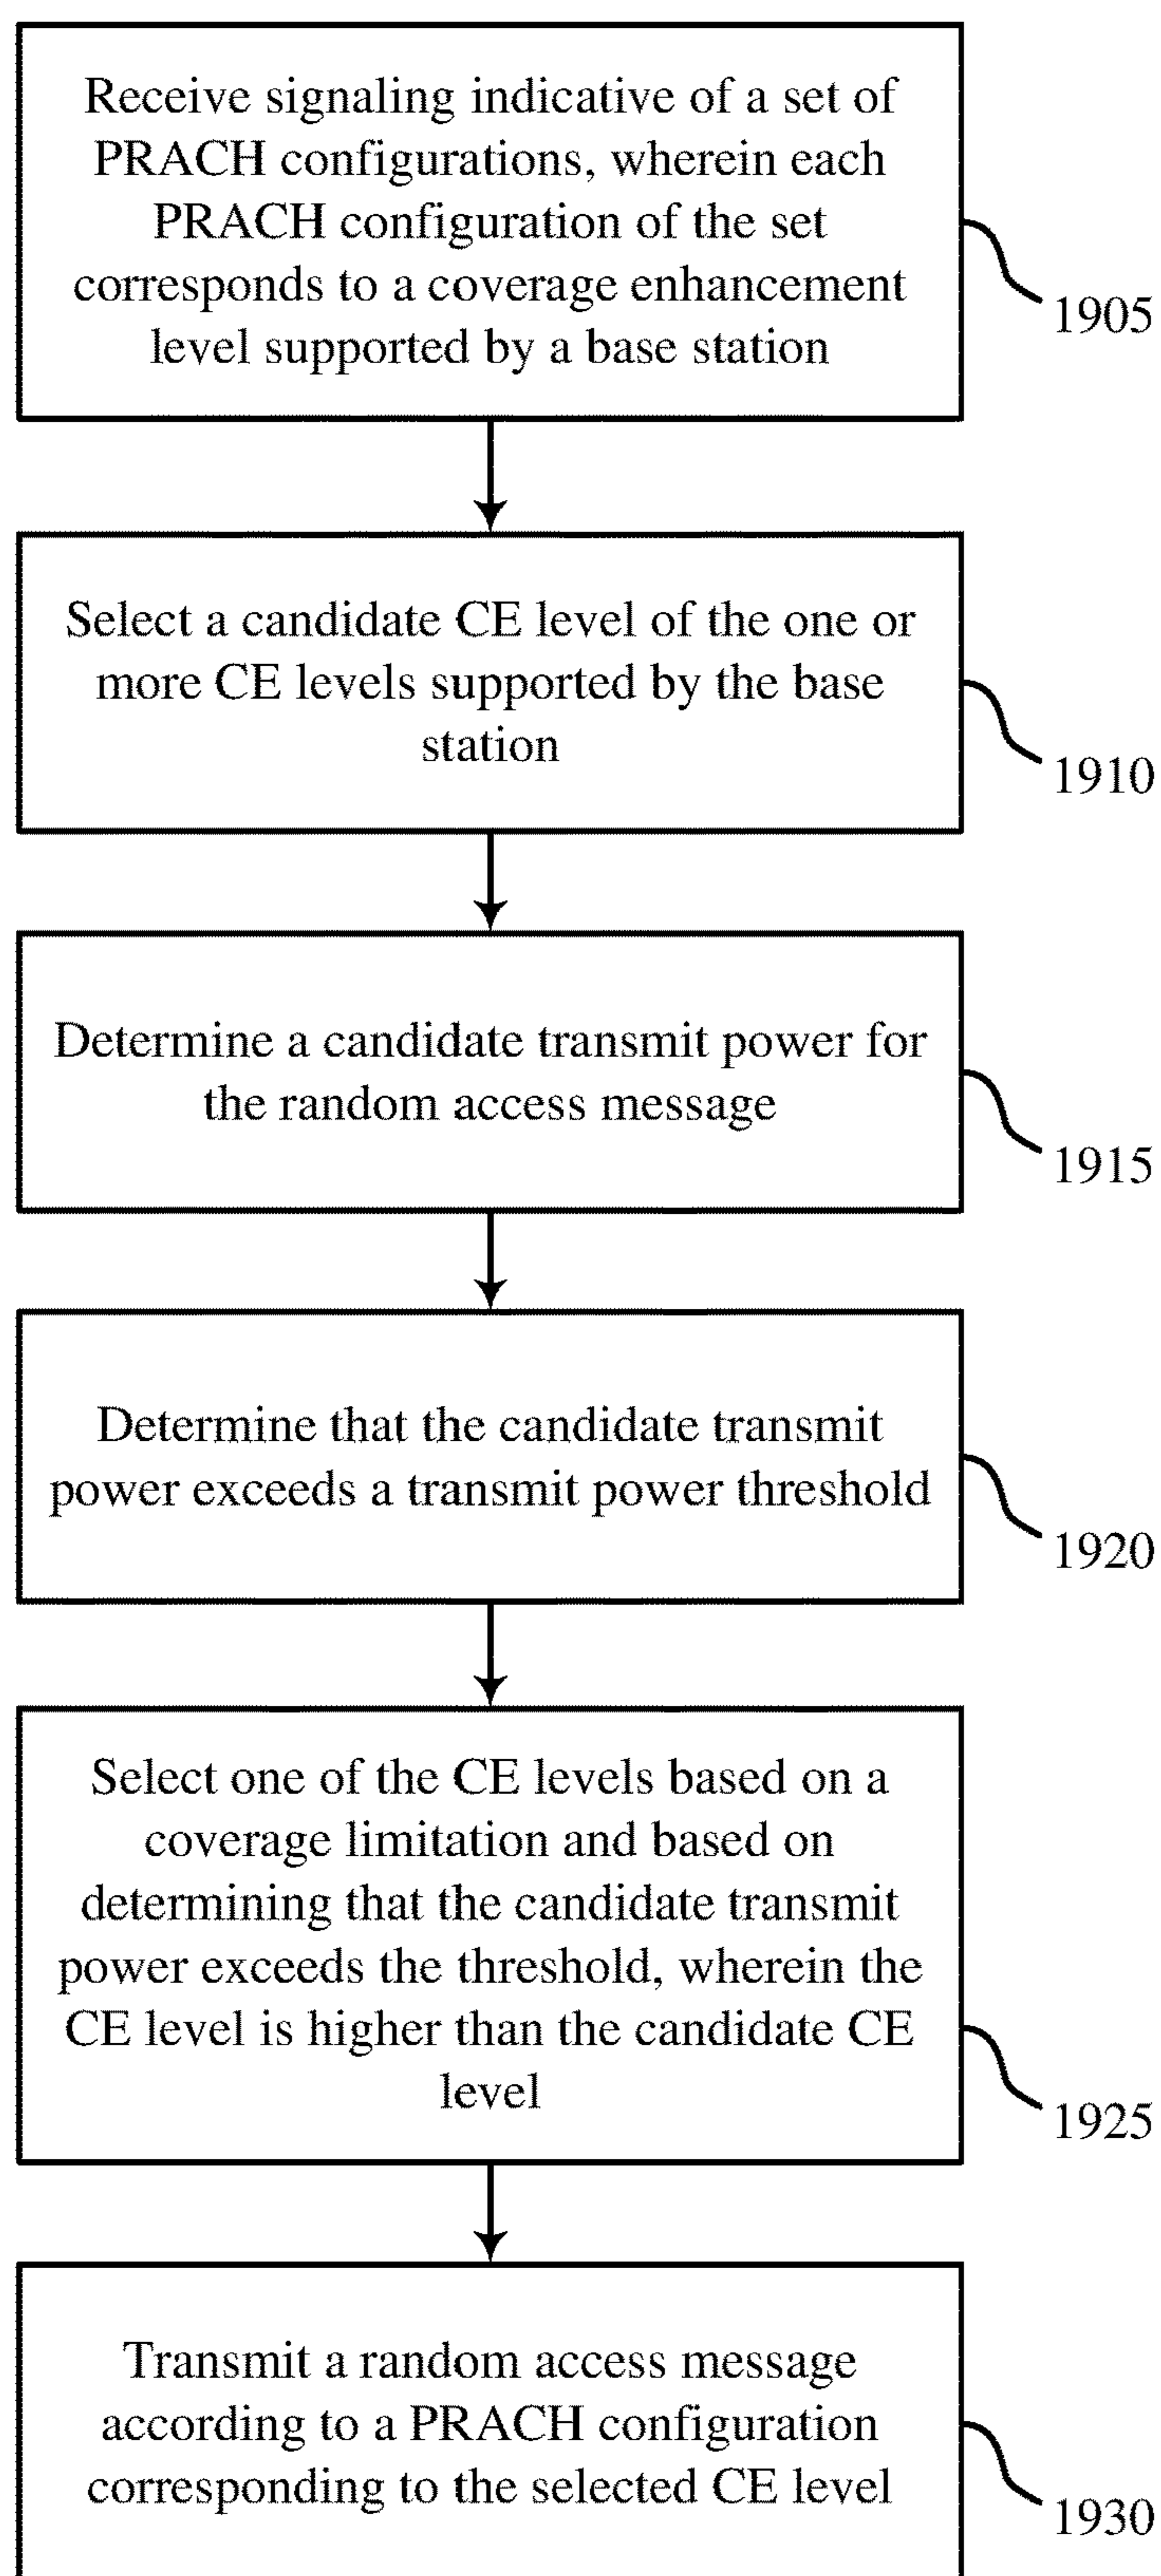 Receive signaling indicative of a set of
PRACH configurations, wherein each
PRACH configuration of the set
corresponds to a coverage enhancement
level supported by a base station
1905
Select a candidate CE level of the one or
more CE levels supported by the base
station
1910
Determine a candidate transmit power for
the random access message
1915
Determine that the candidate transmit
power exceeds a transmit power threshold
1920
Select one of the CE levels based on a
coverage limitation and based on
determining that the candidate transmit
power exceeds the threshold, wherein the
CE level is higher than the candidate CE
level
1925
Transmit a random access message
according to a PRACH configuration
corresponding to the selected CE level
1930